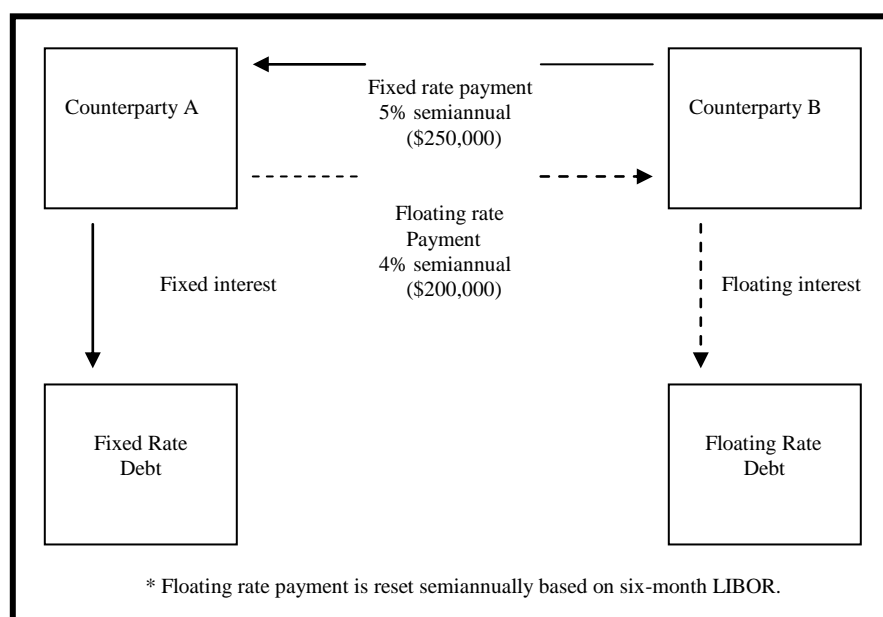 Counterparty A
Fixed rate payment
5% semiannual
($250,000)
Counterparty B
Floating rate
Payment
4% semiannual
($200,000)
Fixed interest
Floating interest
Fixed Rate
Debt
Floating Rate
Debt
* Floating rate payment is reset semiannually based on six-month LIBOR.